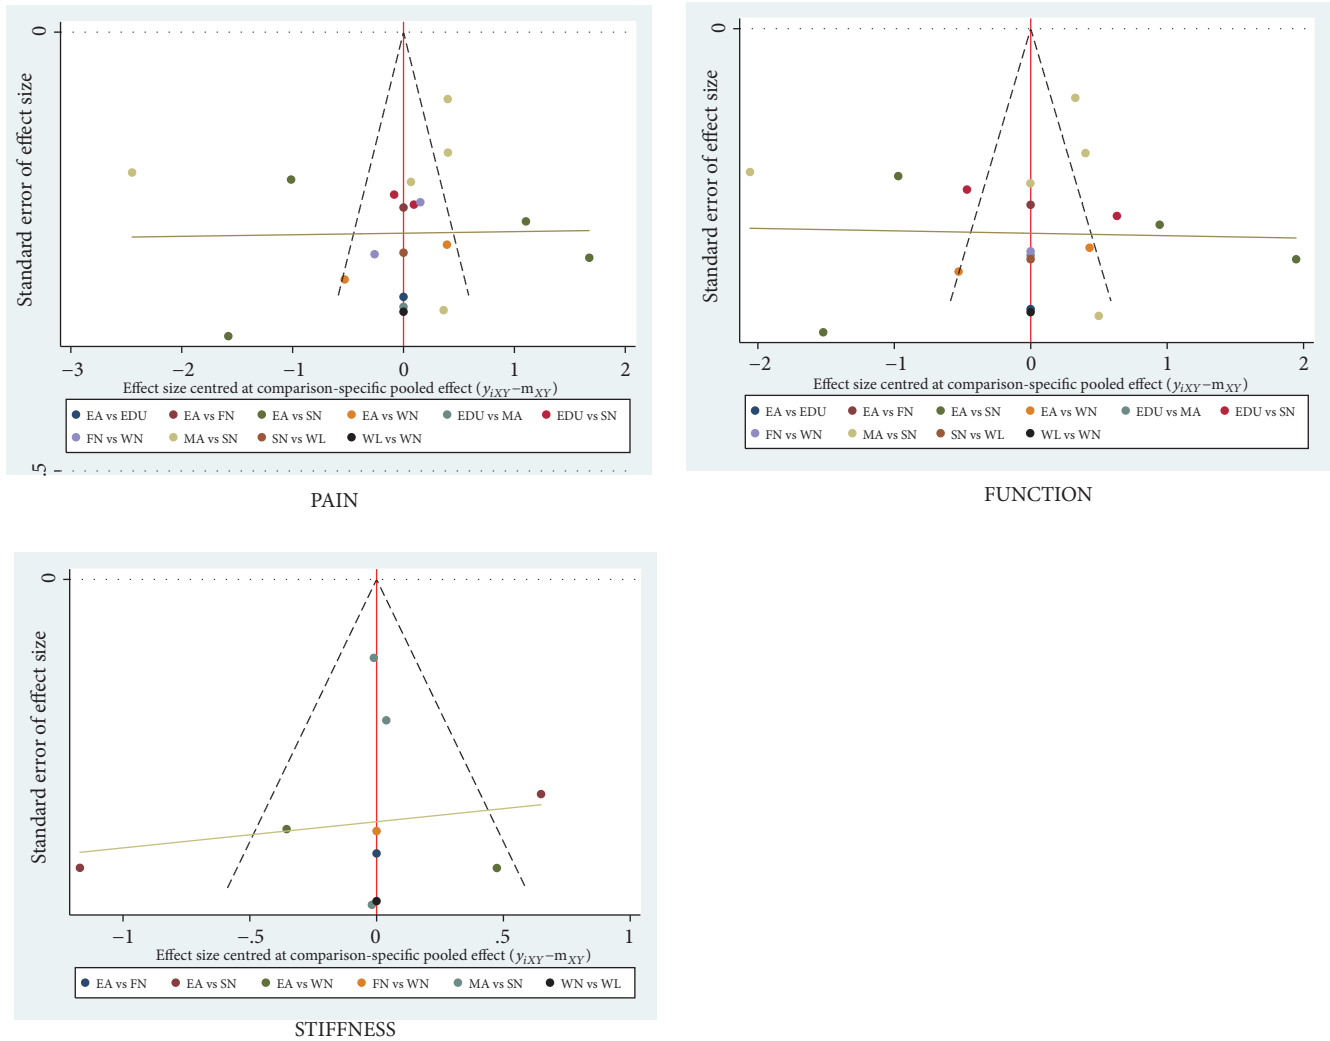 0
Standard error of effect size
.5
−3 −2 −1 0 1 2
Effect size centred at comparison-specific pooled effect (yiXY−mXY)
EA vs EDU EA vs FN EA vs SN EA vs WN EDU vs MA EDU vs SN
FN vs WN MA vs SN SN vs WL WL vs WN
PAIN
0
Standard error of effect size
−2 −1 0 1 2
Effect size centred at comparison-specific pooled effect (yiXY−mXY)
EA vs EDU EA vs FN EA vs SN EA vs WN EDU vs MA EDU vs SN
FN vs WN MA vs SN SN vs WL WL vs WN
FUNCTION
0
Standard error of effect size
−1 −.5 0 .5 1
Effect size centred at comparison-specific pooled effect (yiXY−mXY)
EA vs FN EA vs SN EA vs WN FN vs WN MA vs SN WN vs WL
STIFFNESS